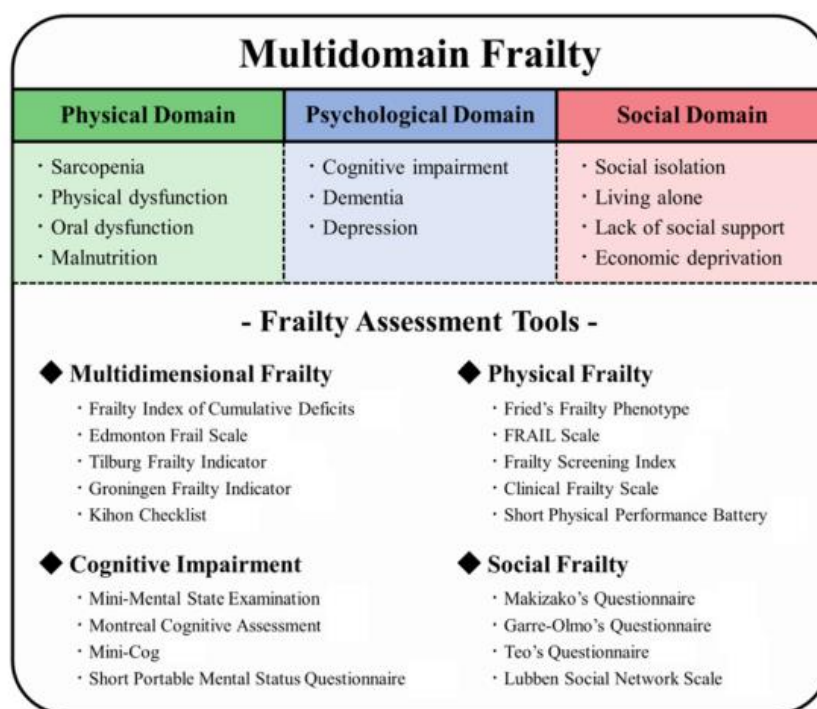 Multidomain Frailty
Physical Domain
· Sarcopenia
· Physical dysfunction
· Oral dysfunction
· Malnutrition
Psychological Domain
· Cognitive impairment
· Dementia
· Depression
Social Domain
· Social isolation
· Living alone
· Lack of social support
· Economic deprivation
- Frailty Assessment Tools -
◆ Multidimensional Frailty
· Frailty Index of Cumulative Deficits
· Edmonton Frail Scale
· Tilburg Frailty Indicator
· Groningen Frailty Indicator
· Kihon Checklist
◆ Physical Frailty
· Fried's Frailty Phenotype
· FRAIL Scale
· Frailty Screening Index
· Clinical Frailty Scale
· Short Physical Performance Battery
◆ Cognitive Impairment
· Mini-Mental State Examination
· Montreal Cognitive Assessment
· Mini-Cog
· Short Portable Mental Status Questionnaire
◆ Social Frailty
· Makizako's Questionnaire
· Garre-Olmo's Questionnaire
· Teo's Questionnaire
· Lubben Social Network Scale